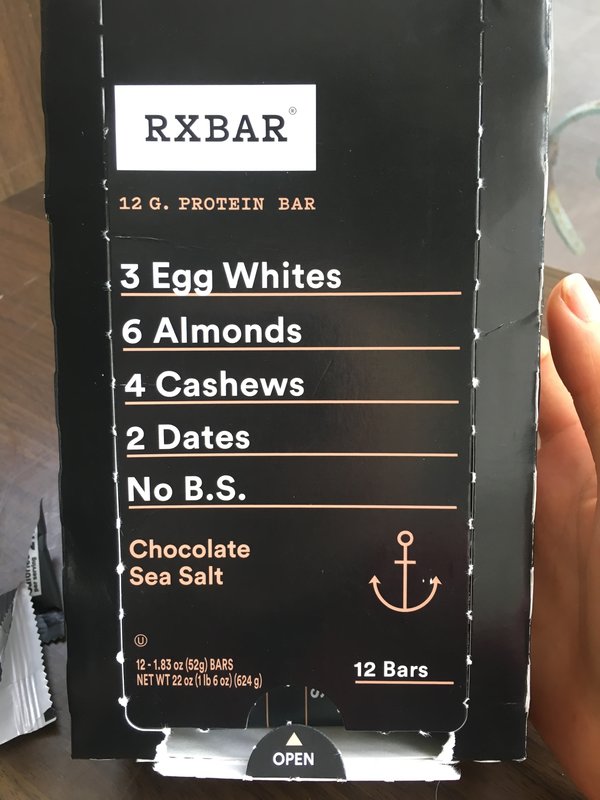 RXBAR®
12 G. PROTEIN BAR
3 Egg Whites
6 Almonds
4 Cashews
2 Dates
No B.S.
Chocolate
Sea Salt
U
12 - 1.83 oz (52g) BARS
NET WT 22 oz (1 lb 6 oz) (624 g)
12 Bars
OPEN